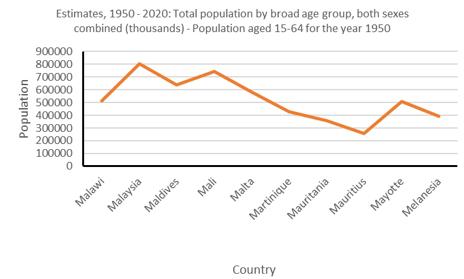 Estimates, 1950 - 2020: Total population by broad age group, both sexes
combined (thousands) - Population aged 15-64 for the year 1950
Population
900000
800000
700000
600000
500000
400000
300000
200000
100000
0
Malawi
Malaysia
Maldives
Mali
Malta
Martinique
Mauritania
Mauritius
Mayotte
Melanesia
Country